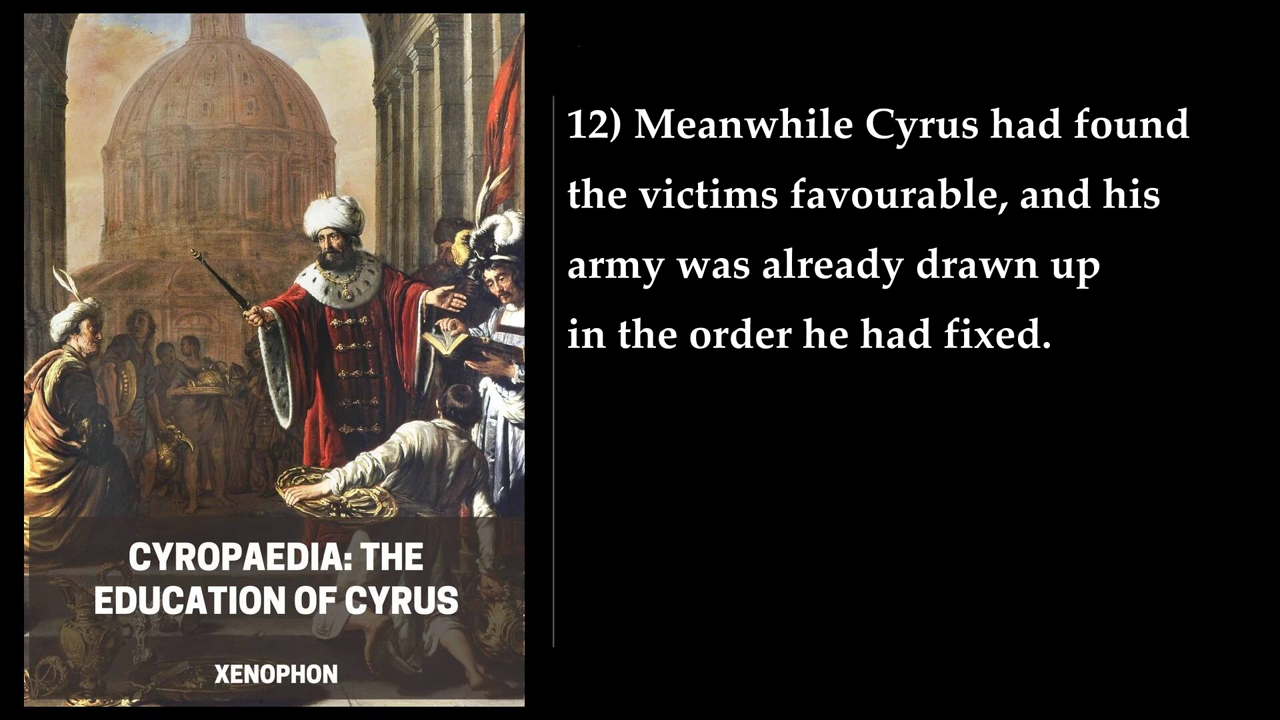 12) Meanwhile Cyrus had found
the victims favourable, and his
army was already drawn up
in the order he had fixed.
CYROPAEDIA: THE
EDUCATION OF CYRUS
XENOPHON